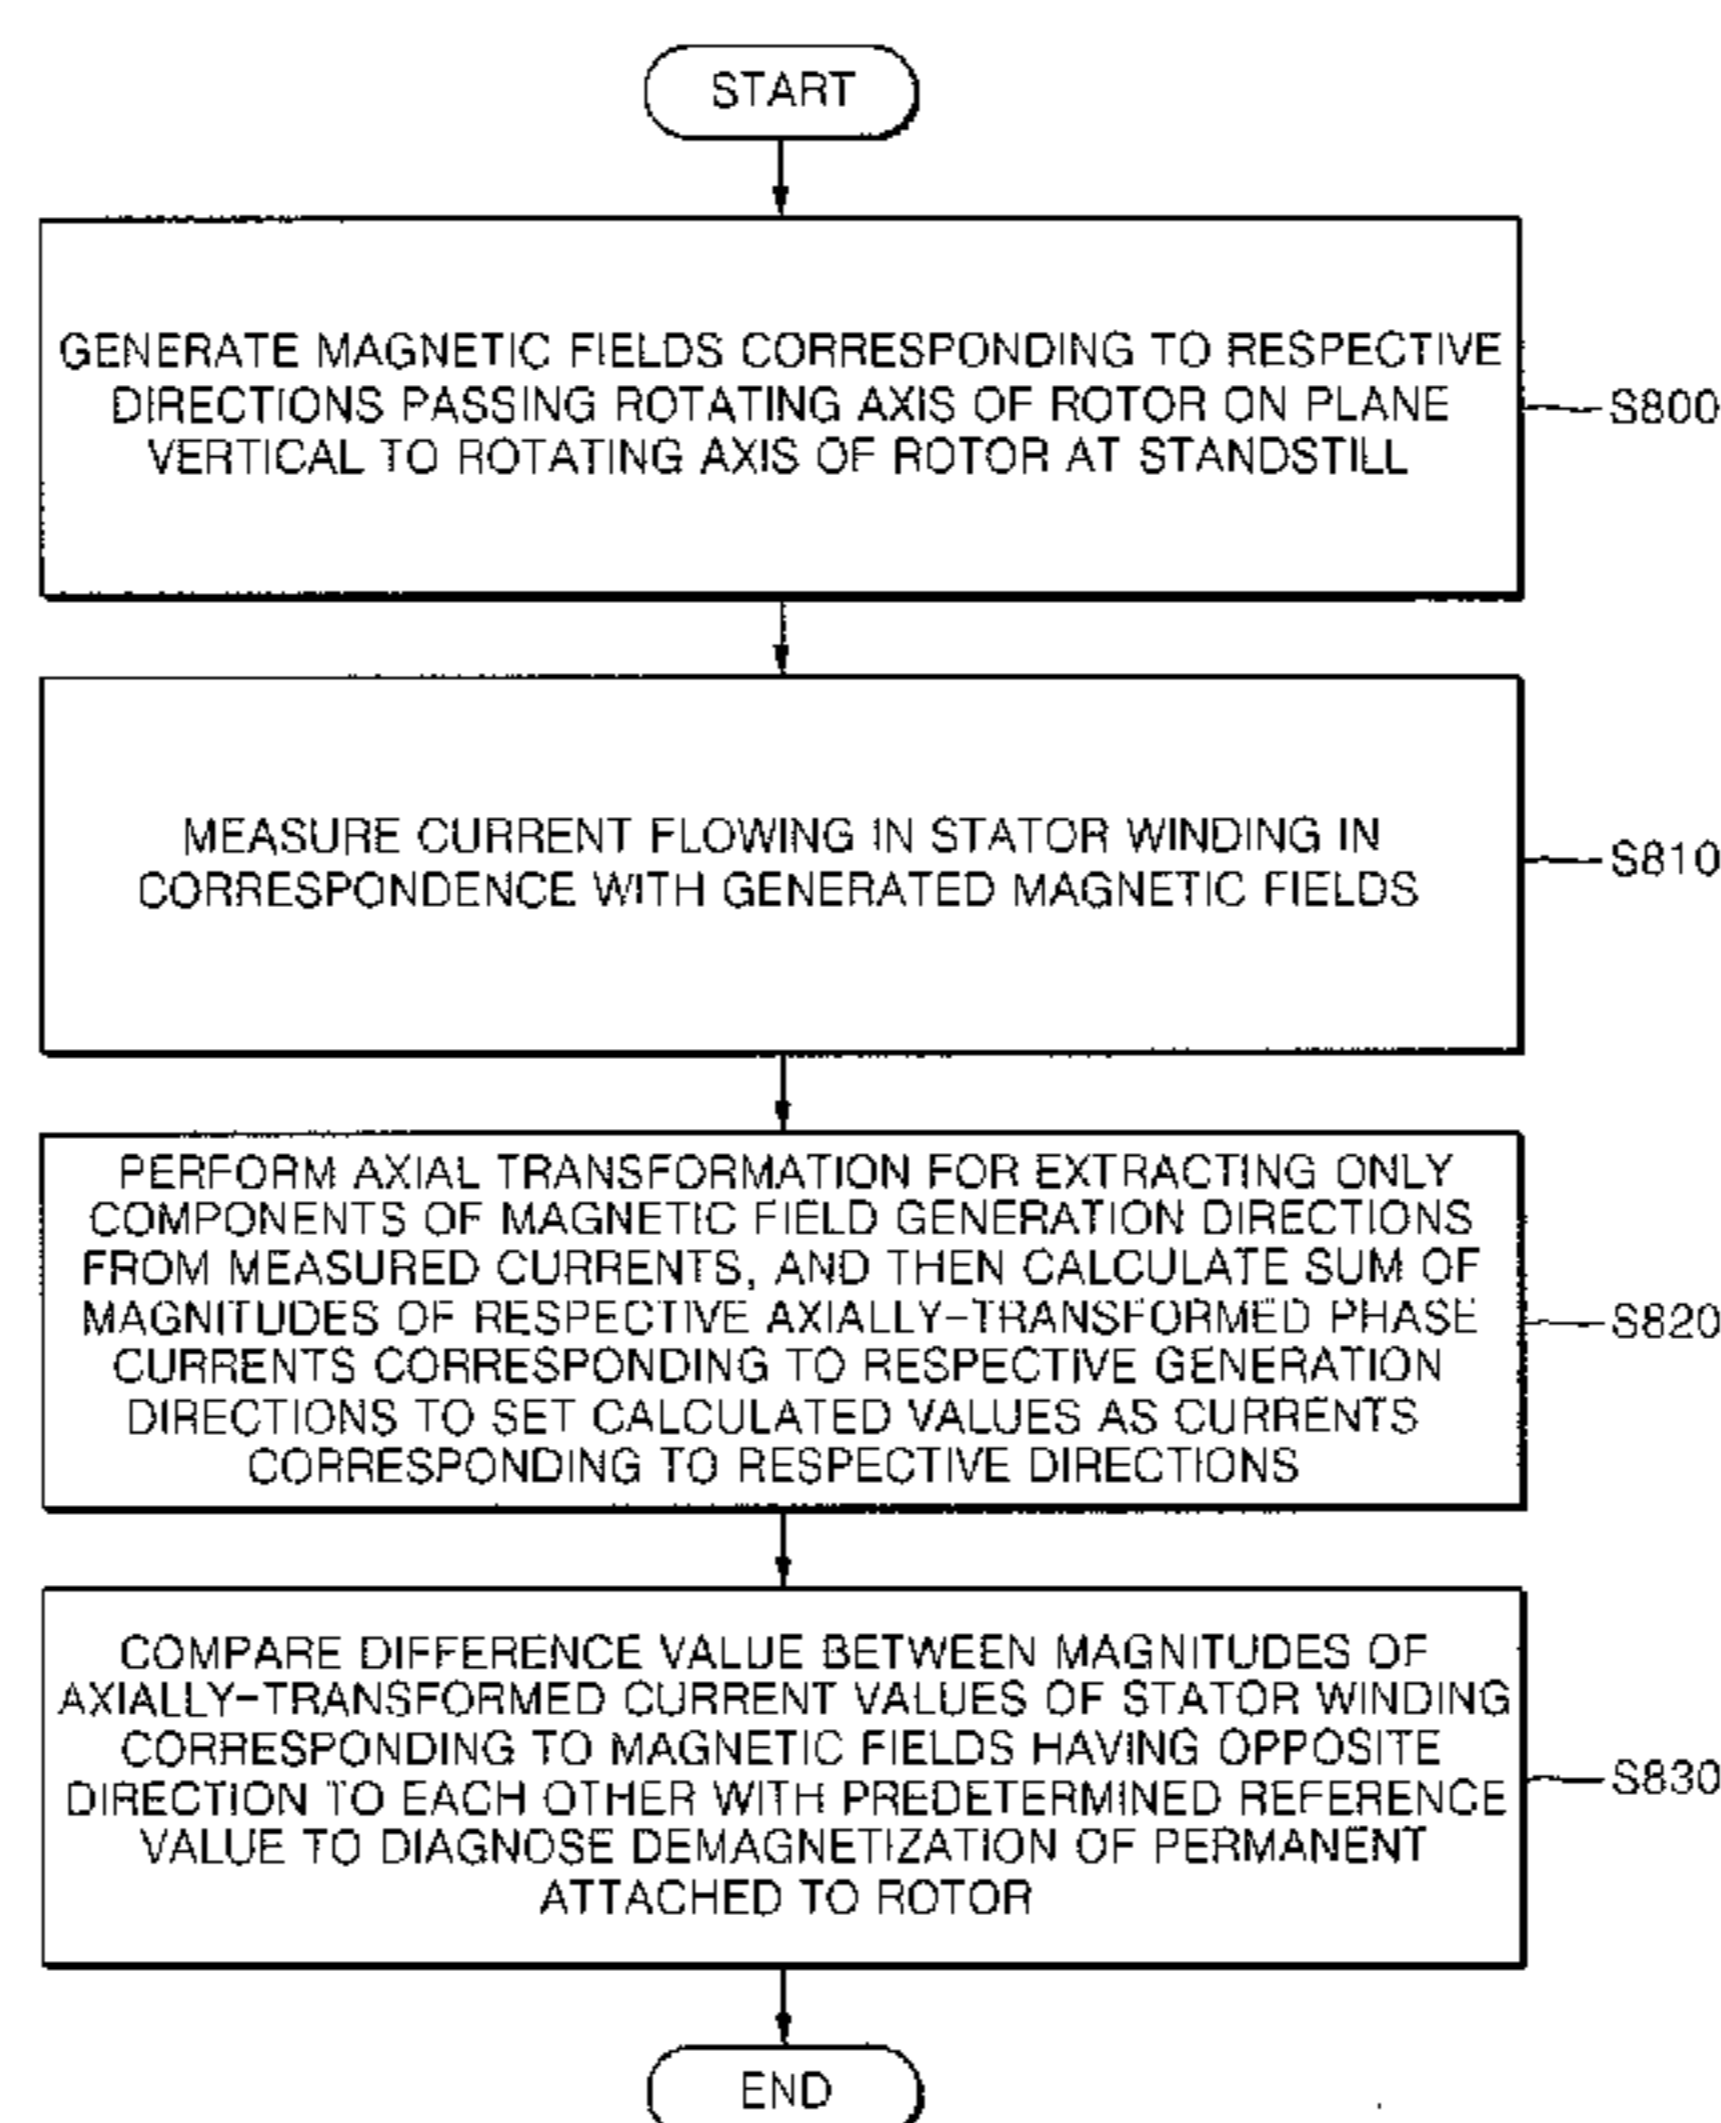 START
GENERATE MAGNETIC FIELDS CORRESPONDING TO RESPECTIVE
DIRECTIONS PASSING ROTATING AXIS OF ROTOR ON PLANE
VERTICAL TO ROTATING AXIS OF ROTOR AT STANDSTILL
S800
MEASURE CURRENT FLOWING IN STATOR WINDING IN
CORRESPONDENCE WITH GENERATED MAGNETIC FIELDS
S810
PERFORM AXIAL TRANSFORMATION FOR EXTRACTING ONLY
COMPONENTS OF MAGNETIC FIELD GENERATION DIRECTIONS
FROM MEASURED CURRENTS, AND THEN CALCULATE SUM OF
MAGNITUDES OF RESPECTIVE AXIALLY-TRANSFORMED PHASE
CURRENTS CORRESPONDING TO RESPECTIVE GENERATION
DIRECTIONS TO SET CALCULATED VALUES AS CURRENTS
CORRESPONDING TO RESPECTIVE DIRECTIONS
S820
COMPARE DIFFERENCE VALUE BETWEEN MAGNITUDES OF
AXIALLY-TRANSFORMED CURRENT VALUES OF STATOR WINDING
CORRESPONDING TO MAGNETIC FIELDS HAVING OPPOSITE
DIRECTION TO EACH OTHER WITH PREDETERMINED REFERENCE
VALUE TO DIAGNOSE DEMAGNETIZATION OF PERMANENT
ATTACHED TO ROTOR
S830
END